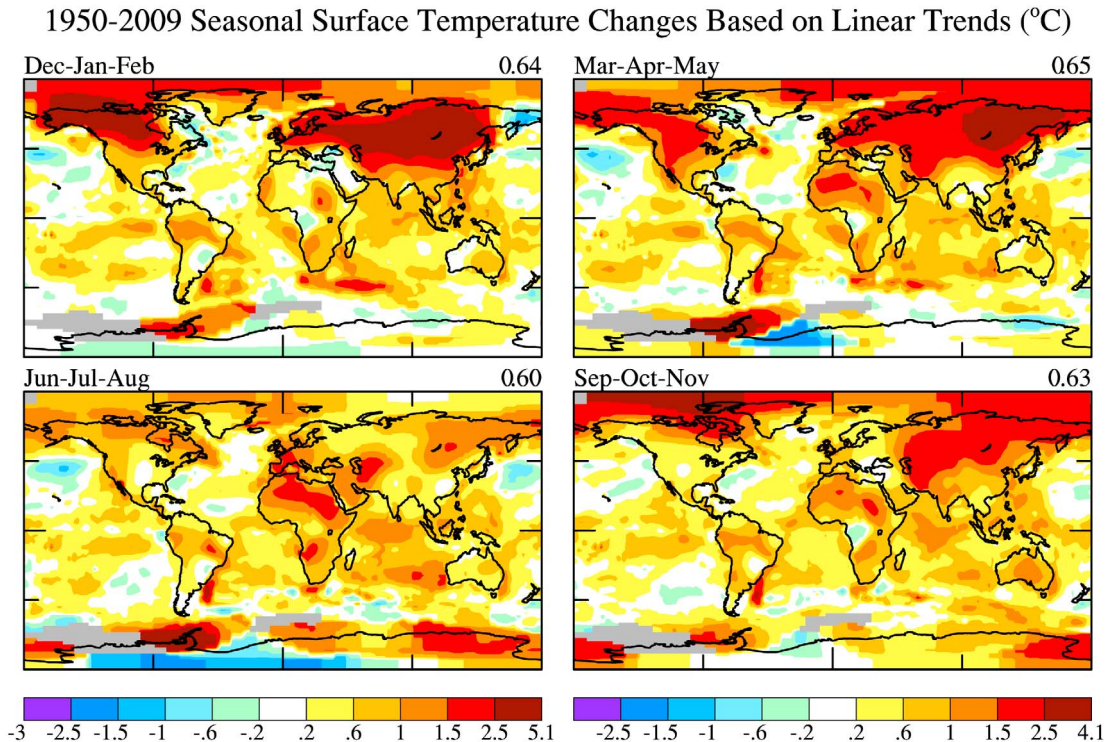 1950-2009 Seasonal Surface Temperature Changes Based on Linear Trends (°C)
Dec-Jan-Feb 0.64
Mar-Apr-May 0.65
Jun-Jul-Aug 0.60
Sep-Oct-Nov 0.63
-3 -2.5 -1.5 -1 -.6 -.2 .2 .6 1 1.5 2.5 5.1
-2.5 -1.5 -1 -.6 -.2 .2 .6 1 1.5 2.5 4.1